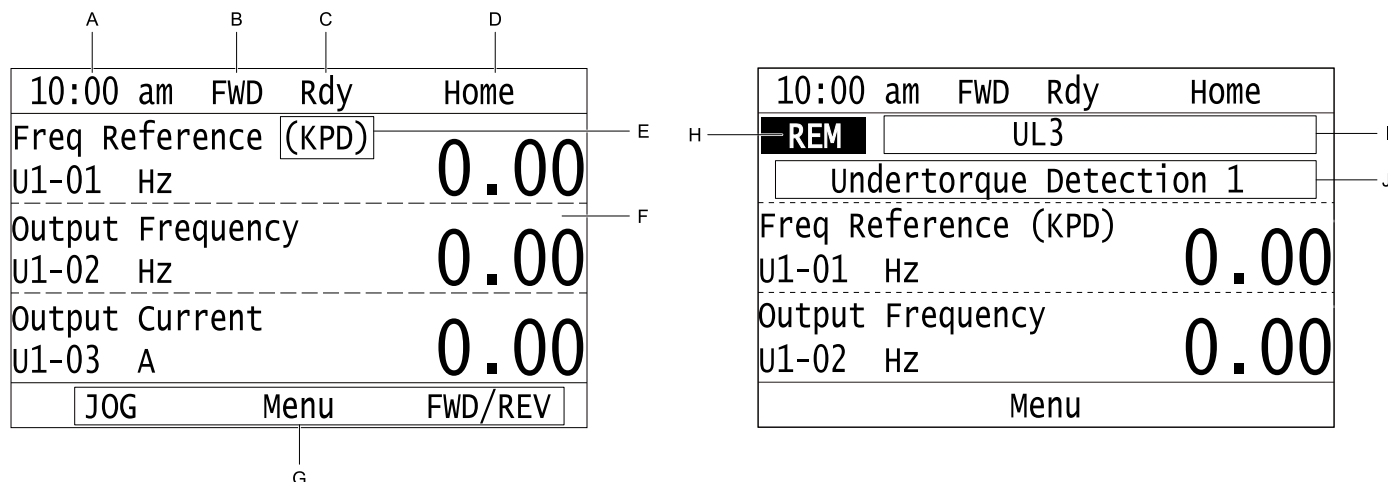 A B C D
10:00 am FWD Rdy Home
Freq Reference (KPD) E
U1-01 Hz 0.00
F
Output Frequency
U1-02 Hz 0.00
Output Current
U1-03 A 0.00
JOG Menu FWD/REV
G
10:00 am FWD Rdy Home
H REM UL3
Undertorque Detection 1 J
Freq Reference (KPD)
U1-01 Hz 0.00
Output Frequency
U1-02 Hz 0.00
Menu